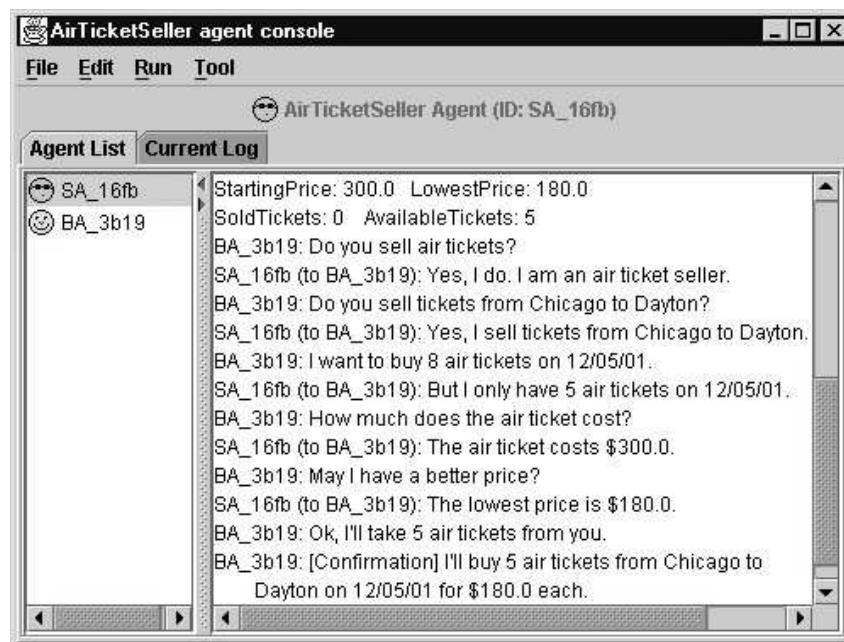 AirTicketSeller agent console
File Edit Run Tool
AirTicketSeller Agent (ID: SA_16fb)
Agent List Current Log
SA_16fb
BA_3b19
StartingPrice: 300.0 LowestPrice: 180.0
SoldTickets: 0 AvailableTickets: 5
BA_3b19: Do you sell air tickets?
SA_16fb (to BA_3b19): Yes, I do. I am an air ticket seller.
BA_3b19: Do you sell tickets from Chicago to Dayton?
SA_16fb (to BA_3b19): Yes, I sell tickets from Chicago to Dayton.
BA_3b19: I want to buy 8 air tickets on 12/05/01.
SA_16fb (to BA_3b19): But I only have 5 air tickets on 12/05/01.
BA_3b19: How much does the air ticket cost?
SA_16fb (to BA_3b19): The air ticket costs $300.0.
BA_3b19: May I have a better price?
SA_16fb (to BA_3b19): The lowest price is $180.0.
BA_3b19: Ok, I'll take 5 air tickets from you.
BA_3b19: [Confirmation] I'll buy 5 air tickets from Chicago to
Dayton on 12/05/01 for $180.0 each.